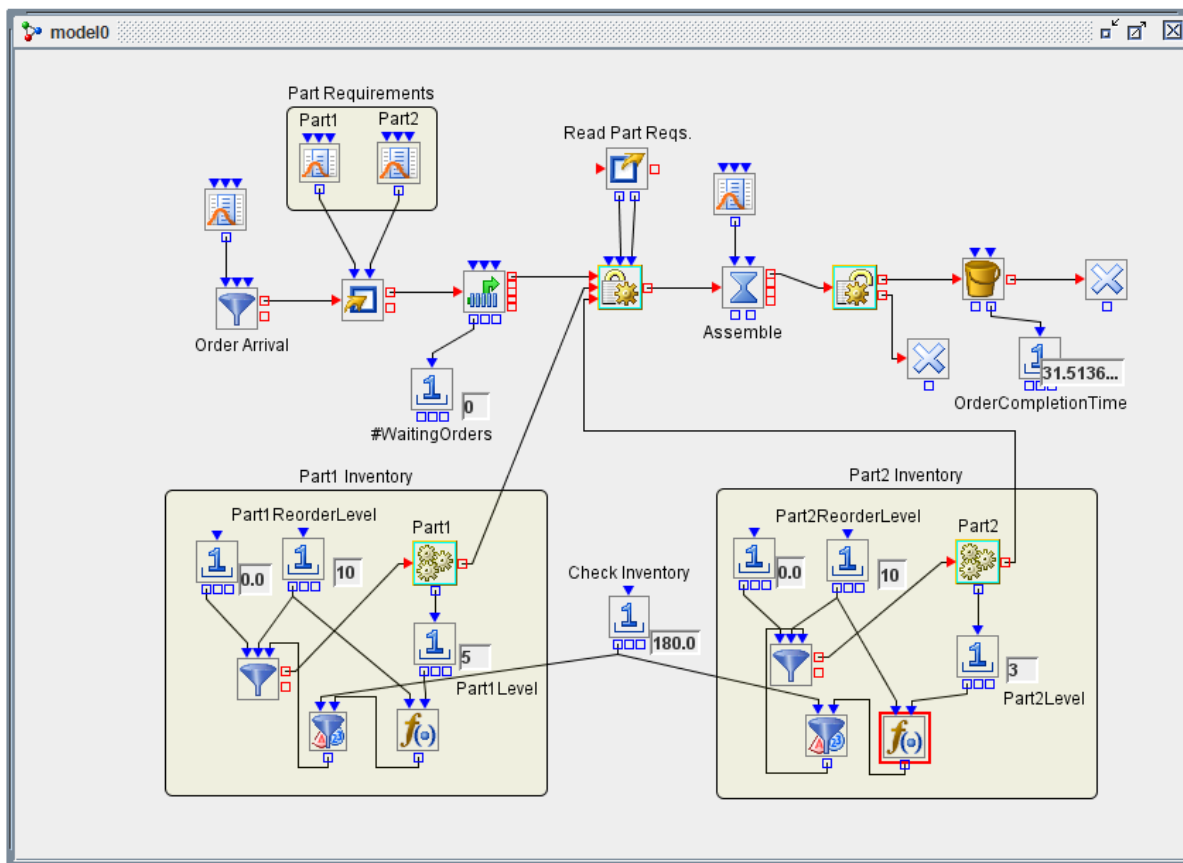 model0
Part Requirements
Part1
Part2
Read Part Reqs.
Order Arrival
Assemble
31.5136...
0
#WaitingOrders
OrderCompletionTime
Part1 Inventory
Part1ReorderLevel
Part1
0.0
10
5
Part1Level
Check Inventory
180.0
Part2 Inventory
Part2ReorderLevel
Part2
0.0
10
3
Part2Level